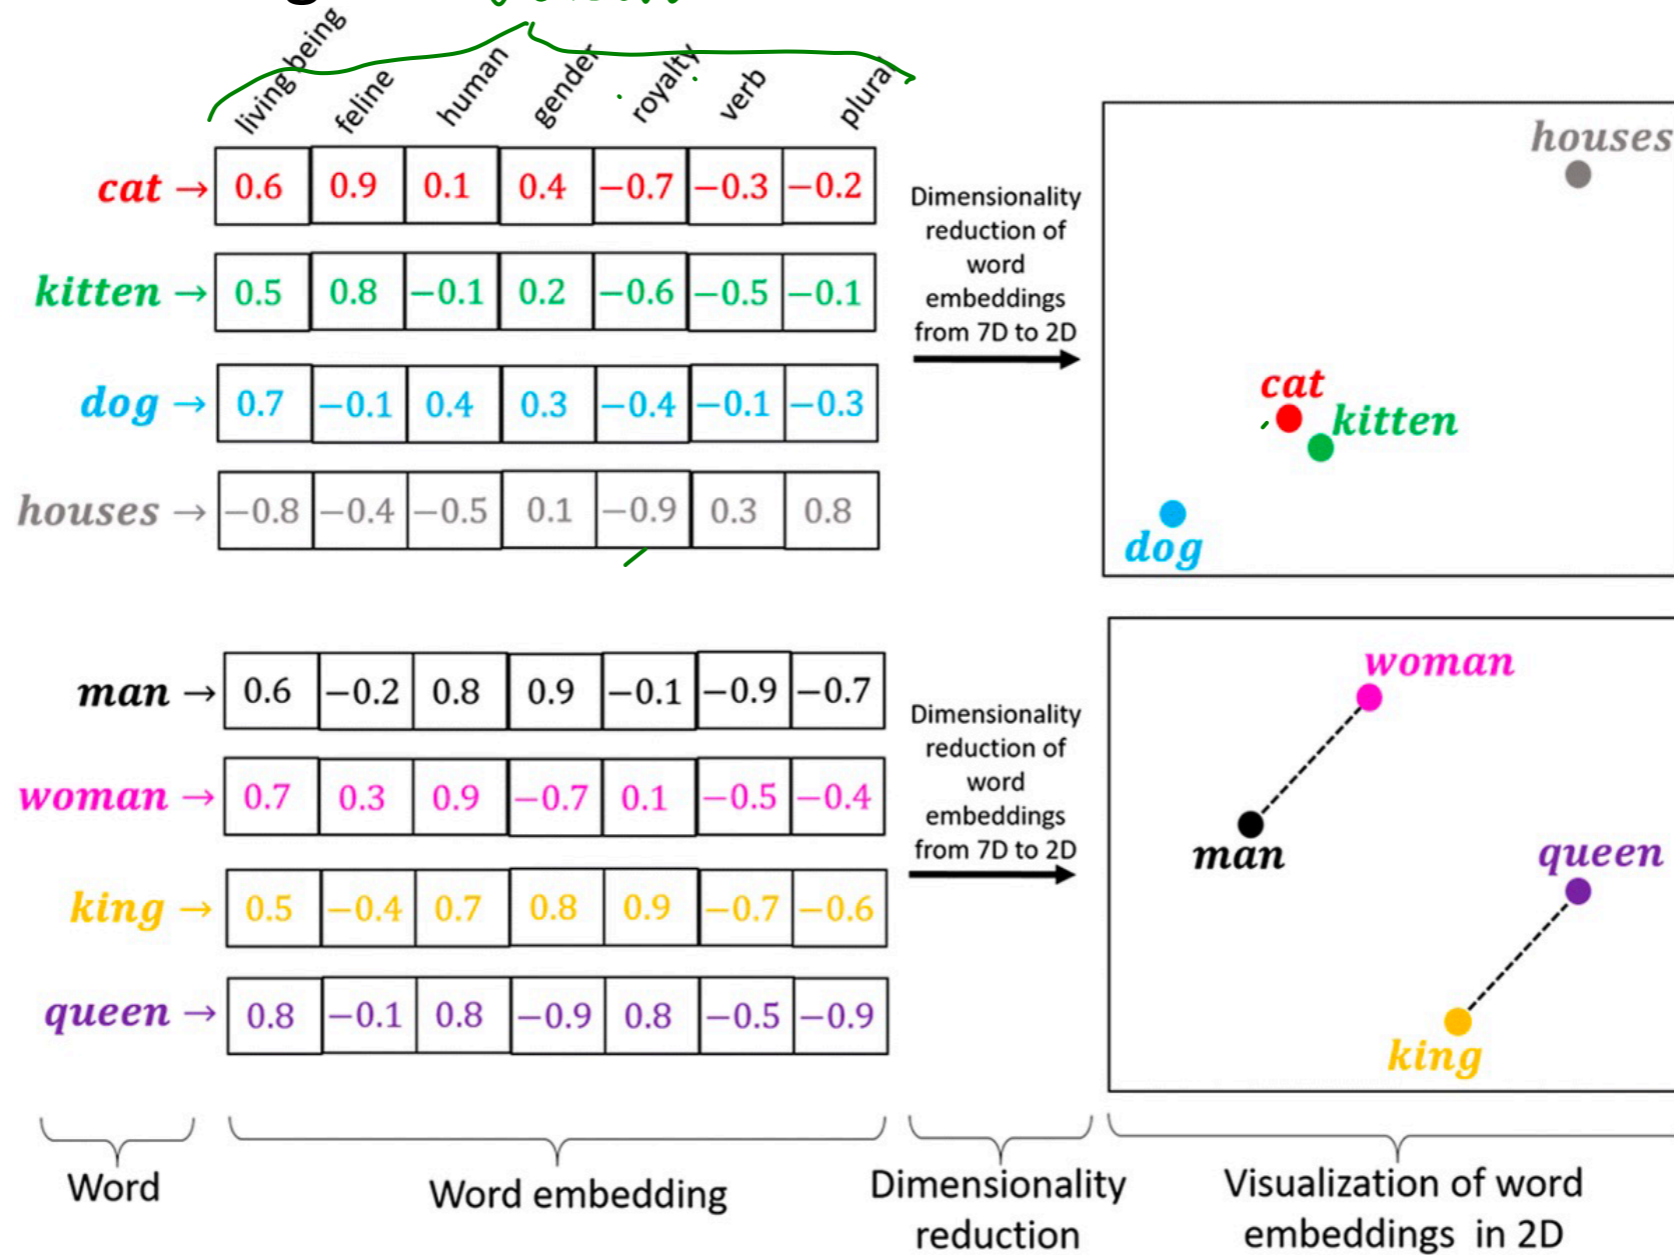 living being feline human gender royalty verb plural
cat → 0.6 0.9 0.1 0.4 −0.7 −0.3 −0.2
kitten → 0.5 0.8 −0.1 0.2 −0.6 −0.5 −0.1
dog → 0.7 −0.1 0.4 0.3 −0.4 −0.1 −0.3
houses → −0.8 −0.4 −0.5 0.1 −0.9 0.3 0.8
Dimensionality
reduction of
word
embeddings
from 7D to 2D
houses
cat
kitten
dog
man → 0.6 −0.2 0.8 0.9 −0.1 −0.9 −0.7
woman → 0.7 0.3 0.9 −0.7 0.1 −0.5 −0.4
king → 0.5 −0.4 0.7 0.8 0.9 −0.7 −0.6
queen → 0.8 −0.1 0.8 −0.9 0.8 −0.5 −0.9
Dimensionality
reduction of
word
embeddings
from 7D to 2D
woman
man
queen
king
Word
Word embedding
Dimensionality
reduction
Visualization of word
embeddings in 2D